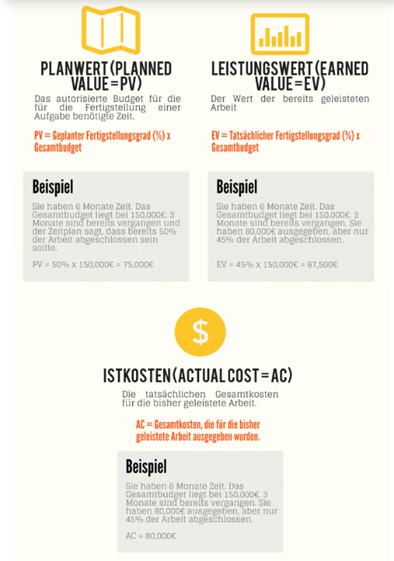 PLANWERT (PLANNED
VALUE = PV)
Das autorisierte Budget für die
für die Fertigstellung einer
Aufgabe benötigte Zeit.
PV = Geplanter Fertigstellungsgrad (%) x
Gesamtbudget
Beispiel
Sie haben 6 Monate Zeit. Das
Gesamtbudget liegt bei 150,000€. 3
Monate sind bereits vergangen und
der Zeitplan sagt, dass bereits 50%
der Arbeit abgeschlossen sein
sollte.
PV = 50% x 150,000€ = 75,000€
LEISTUNGSWERT (EARNED
VALUE = EV)
Der Wert der bereits geleisteten
Arbeit
EV = Tatsächlicher Fertigstellungsgrad (%) x
Gesamtbudget
Beispiel
Sie haben 6 Monate Zeit. Das
Gesamtbudget liegt bei 150,000€. 3
Monate sind bereits vergangen. Sie
haben 80,000€ ausgegeben, aber nur
45% der Arbeit abgeschlossen.
EV = 45% x 150,000€ = 67,500€
$
ISTKOSTEN (ACTUAL COST = AC)
Die tatsächlichen Gesamtkosten
für die bisher geleistete Arbeit.
AC = Gesamtkosten, die für die bisher
geleistete Arbeit ausgegeben wurden.
Beispiel
Sie haben 6 Monate Zeit. Das
Gesamtbudget liegt bei 150,000€. 3
Monate sind bereits vergangen. Sie
haben 80,000€ ausgegeben, aber nur
45% der Arbeit abgeschlossen.
AC = 80,000€